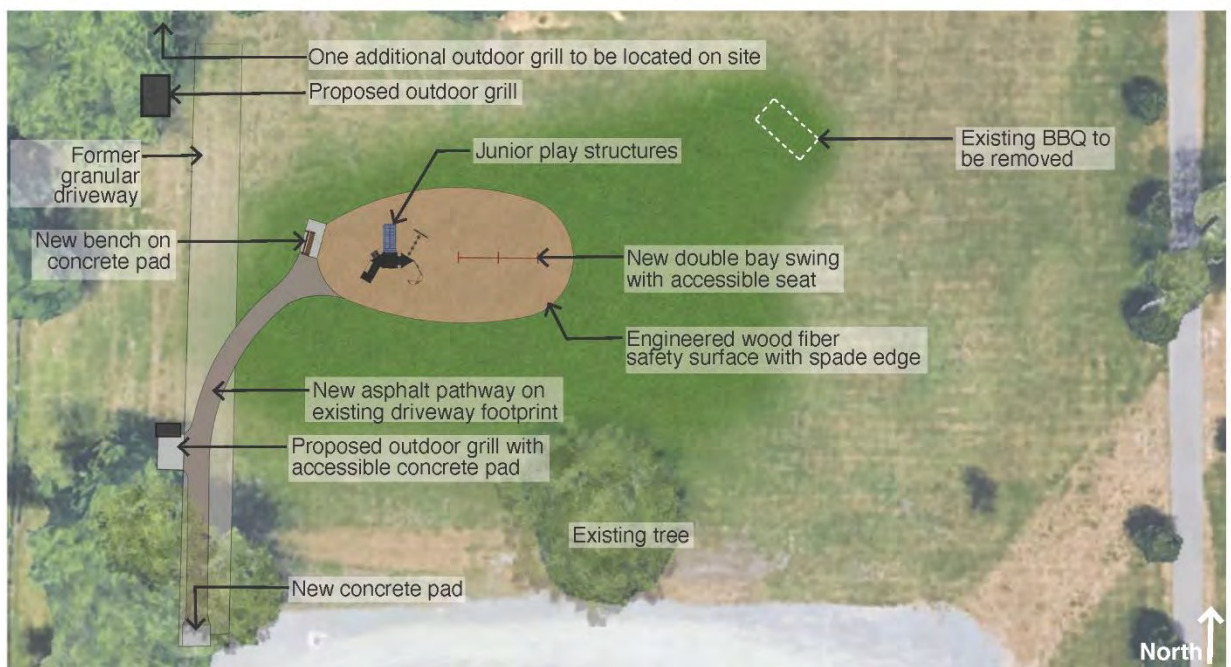 One additional outdoor grill to be located on site
Proposed outdoor grill
Former
granular
driveway
Junior play structures
Existing BBQ to
be removed
New bench on
concrete pad
New double bay swing
with accessible seat
Engineered wood fiber
safety surface with spade edge
New asphalt pathway on
existing driveway footprint
Proposed outdoor grill with
accessible concrete pad
Existing tree
New concrete pad
North